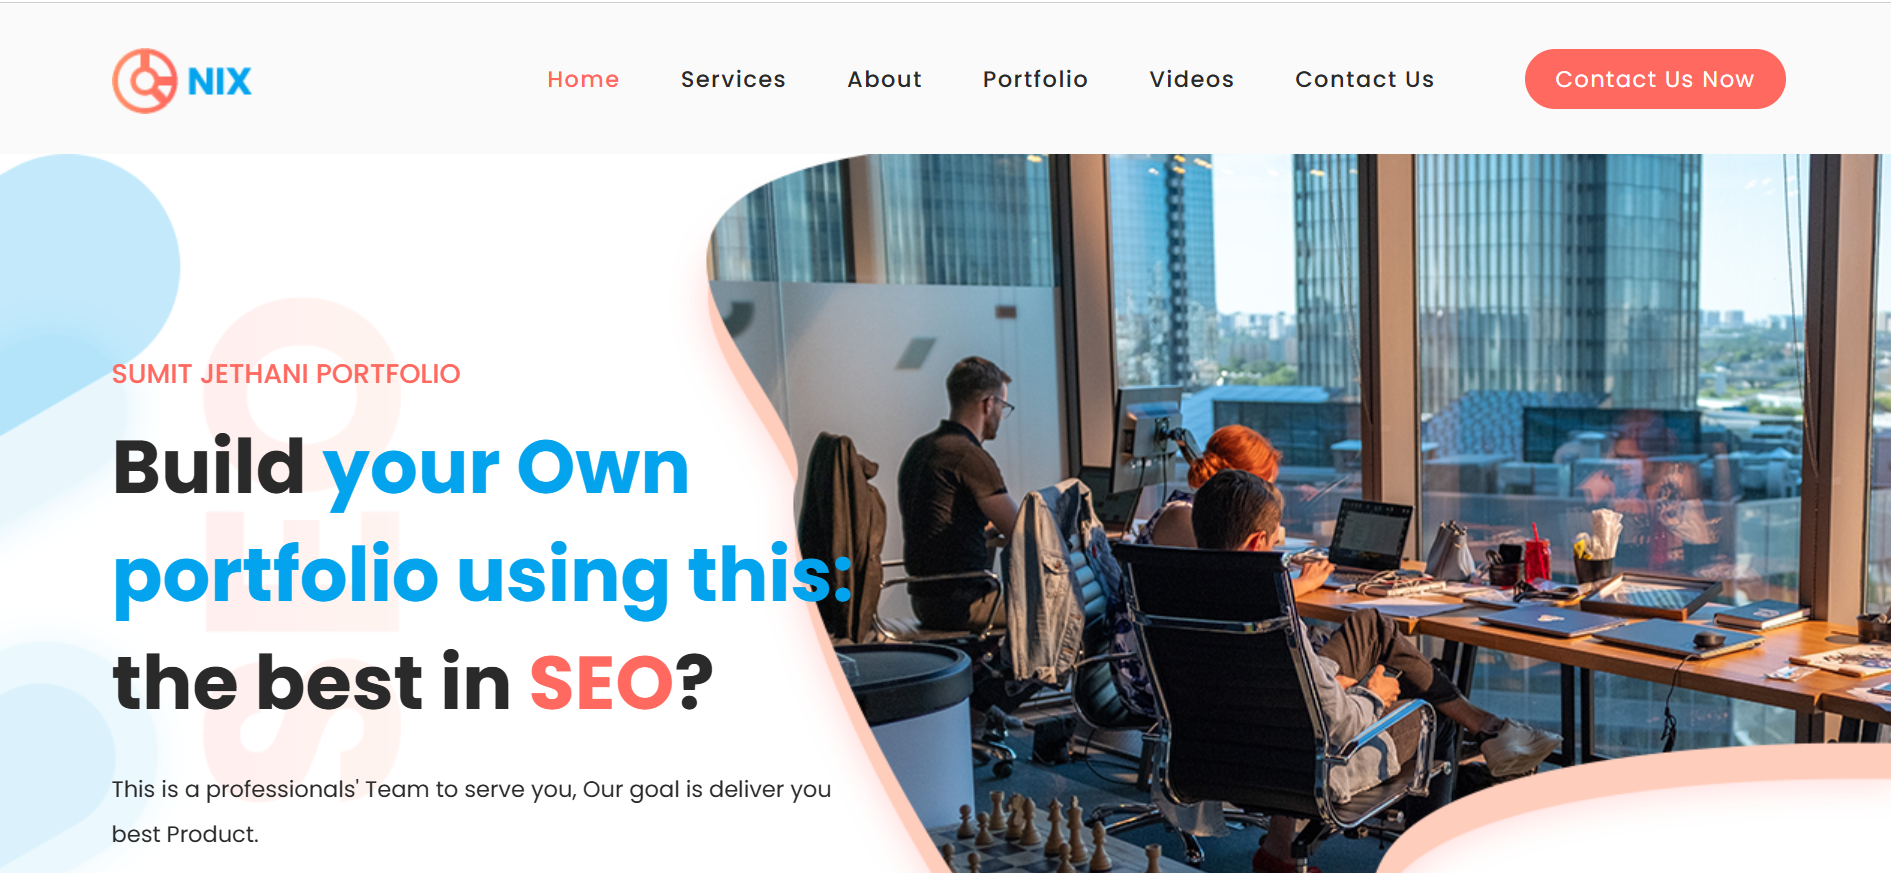 NIX
Home Services About Portfolio Videos Contact Us Contact Us Now
SEO
SUMIT JETHANI PORTFOLIO
Build your Own
portfolio using this:
the best in SEO?
This is a professionals' Team to serve you, Our goal is deliver you
best Product.